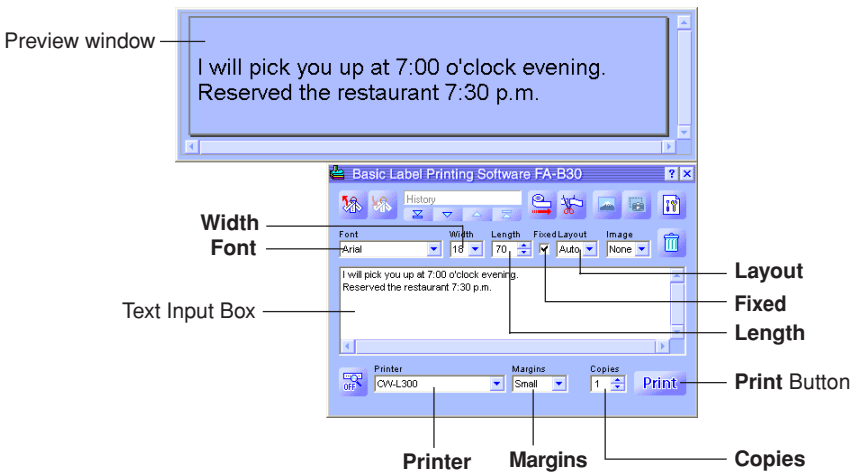 Preview window
I will pick you up at 7:00 o'clock evening.
Reserved the restaurant 7:30 p.m.
Basic Label Printing Software FA-B30
History
Width
Font
Font Width Length Fixed Layout Image
Arial 18 70 Auto None
I will pick you up at 7:00 o'clock evening.
Reserved the restaurant 7:30 p.m.
Text Input Box
Layout
Fixed
Length
Printer Margins Copies
OFF CW-L300 Small 1 Print
Print Button
Printer
Margins
Copies